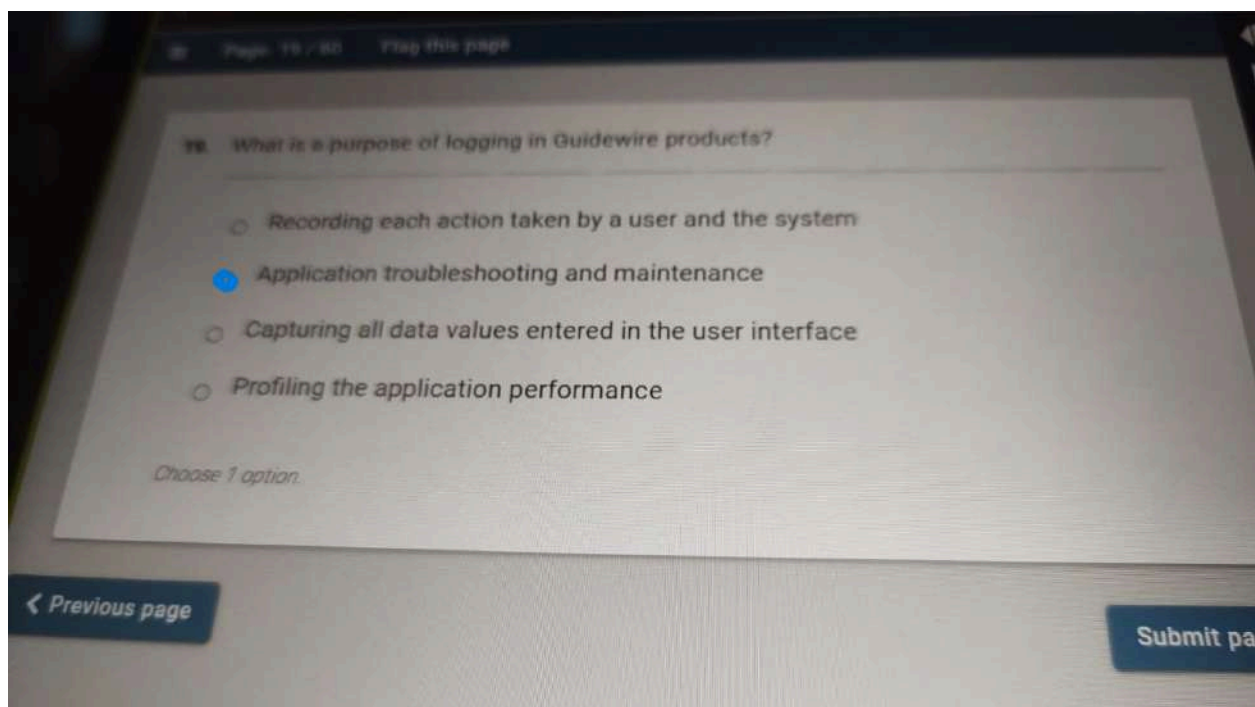 Page 19 / 60 Flag this page
19. What is a purpose of logging in Guidewire products?
Recording each action taken by a user and the system
Application troubleshooting and maintenance
Capturing all data values entered in the user interface
Profiling the application performance
Choose 1 option.
Previous page
Submit pa